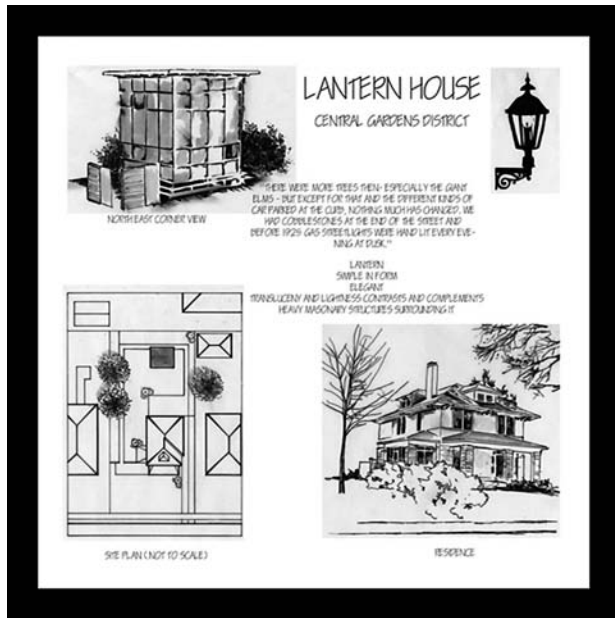 LANTERN HOUSE
CENTRAL GARDENS DISTRICT
THERE WERE MORE TREES THEN- ESPECIALLY THE GIANT
ELMS - BUT EXCEPT FOR THAT AND THE DIFFERENT KINDS OF
CAR PARKED AT THE CURB, NOTHING MUCH HAS CHANGED. WE
HAD COBBLESTONES AT THE END OF THE STREET AND
BEFORE 1925 GAS STREETLIGHTS WERE HAND LIT EVERY EVE-
NING AT DUSK."
NORTH EAST CORNER VIEW
LANTERN:
SIMPLE IN FORM
ELEGANT
TRANSLUCENY AND LIGHTNESS CONTRASTS AND COMPLEMENTS
HEAVY MASONARY STRUCTURES SURROUNDING IT
SITE PLAN (NOT TO SCALE)
RESIDENCE